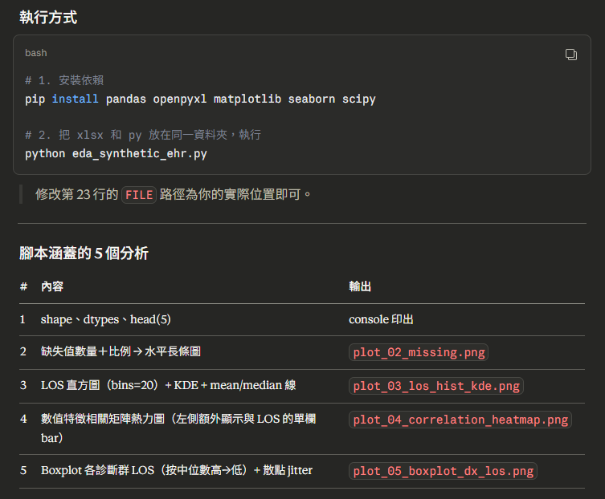 執行方式
bash
# 1. 安裝依賴
pip install pandas openpyxl matplotlib seaborn scipy
# 2. 把 xlsx 和 py 放在同一資料夾，執行
python eda_synthetic_ehr.py
修改第 23 行的 FILE 路徑為你的實際位置即可。
腳本涵蓋的 5 個分析
# 內容 輸出
1 shape、dtypes、head(5) console 印出
2 缺失值數量＋比例 → 水平長條圖 plot_02_missing.png
3 LOS 直方圖（bins=20）+ KDE + mean/median 線 plot_03_los_hist_kde.png
4 數值特徵相關矩陣熱力圖（左側額外顯示與 LOS 的單欄 plot_04_correlation_heatmap.png
bar）
5 Boxplot 各診斷群 LOS（按中位數高→低）+ 散點 jitter plot_05_boxplot_dx_los.png